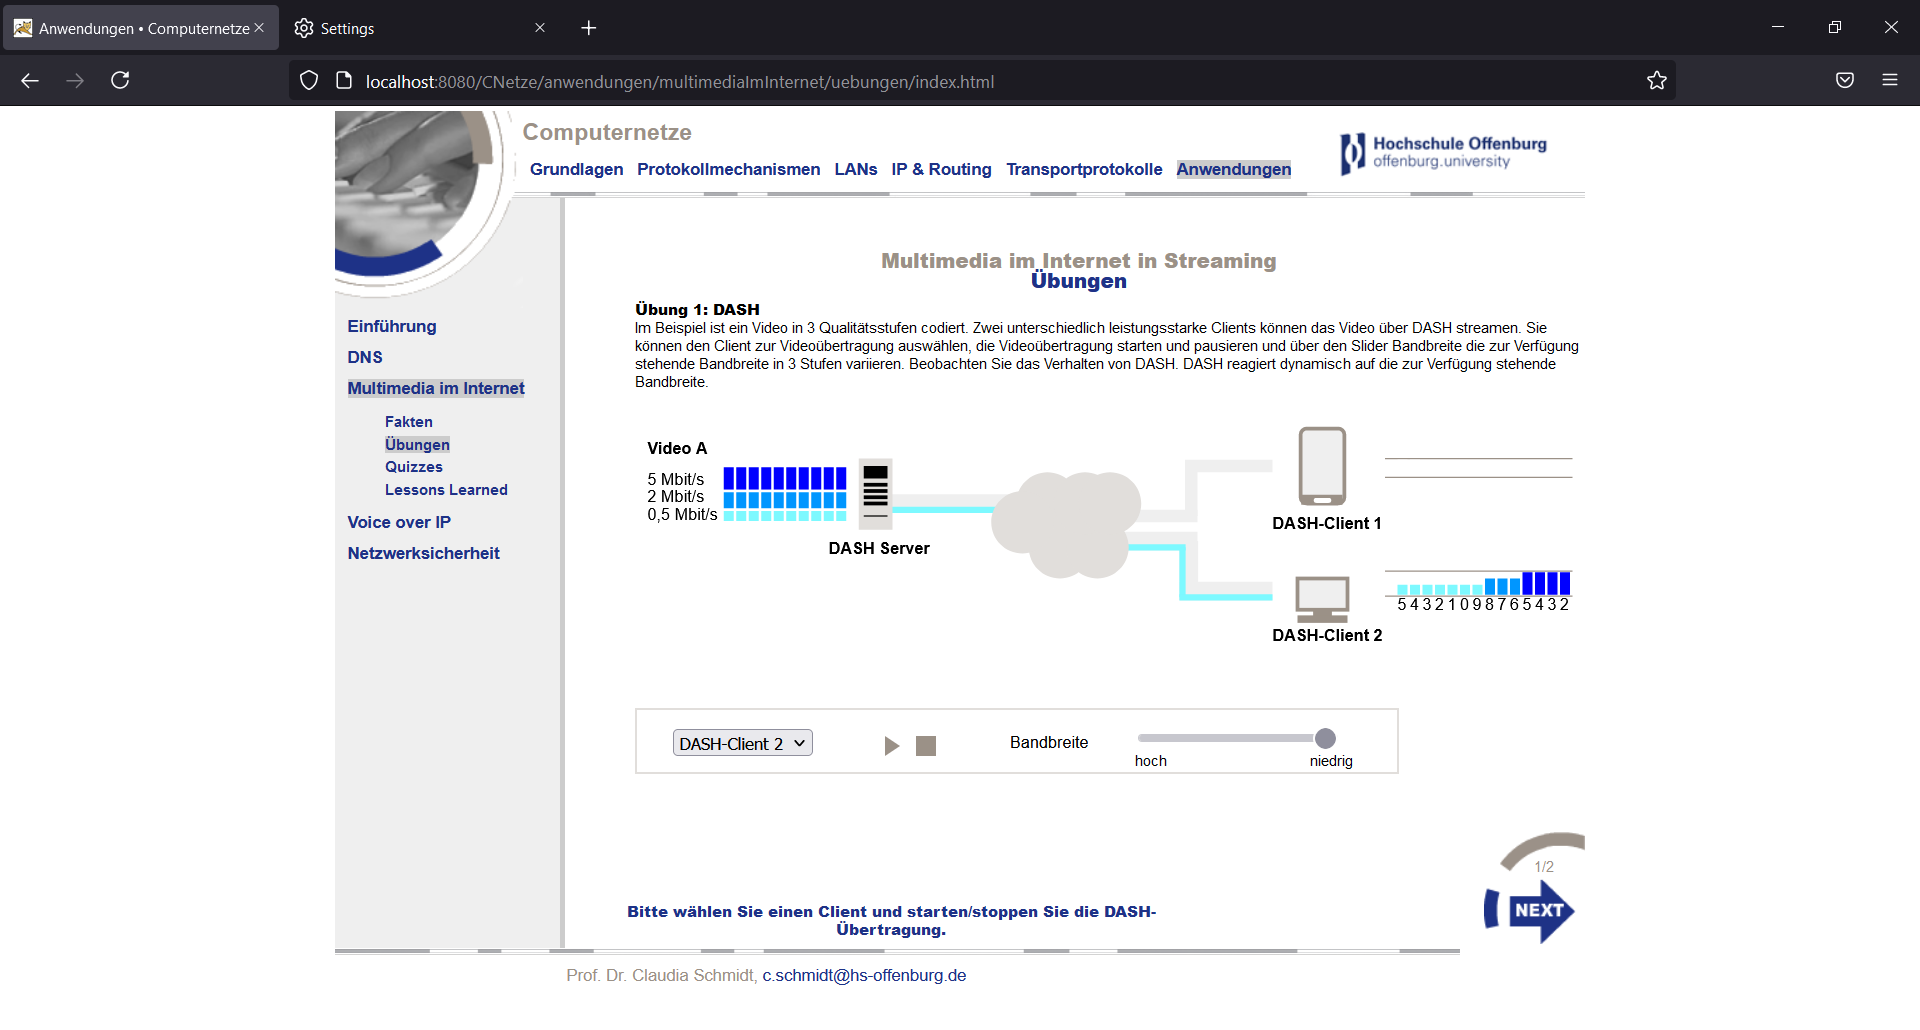 Anwendungen • Computernetze
Settings
localhost:8080/CNetze/anwendungen/multimediaImInternet/uebungen/index.html
Computernetze
Grundlagen Protokollmechanismen LANs IP & Routing Transportprotokolle Anwendungen
Hochschule Offenburg
offenburg.university
Einführung
DNS
Multimedia im Internet
Fakten
Übungen
Quizzes
Lessons Learned
Voice over IP
Netzwerksicherheit
Multimedia im Internet in Streaming
Übungen
Übung 1: DASH
Im Beispiel ist ein Video in 3 Qualitätsstufen codiert. Zwei unterschiedlich leistungsstarke Clients können das Video über DASH streamen. Sie
können den Client zur Videoübertragung auswählen, die Videoübertragung starten und pausieren und über den Slider Bandbreite die zur Verfügung
stehende Bandbreite in 3 Stufen variieren. Beobachten Sie das Verhalten von DASH. DASH reagiert dynamisch auf die zur Verfügung stehende
Bandbreite.
Video A
5 Mbit/s
2 Mbit/s
0,5 Mbit/s
DASH Server
DASH-Client 1
5 4 3 2 1 0 9 8 7 6 5 4 3 2
DASH-Client 2
DASH-Client 2
Bandbreite
hoch
niedrig
1/2
NEXT
Bitte wählen Sie einen Client und starten/stoppen Sie die DASH-
Übertragung.
Prof. Dr. Claudia Schmidt, c.schmidt@hs-offenburg.de